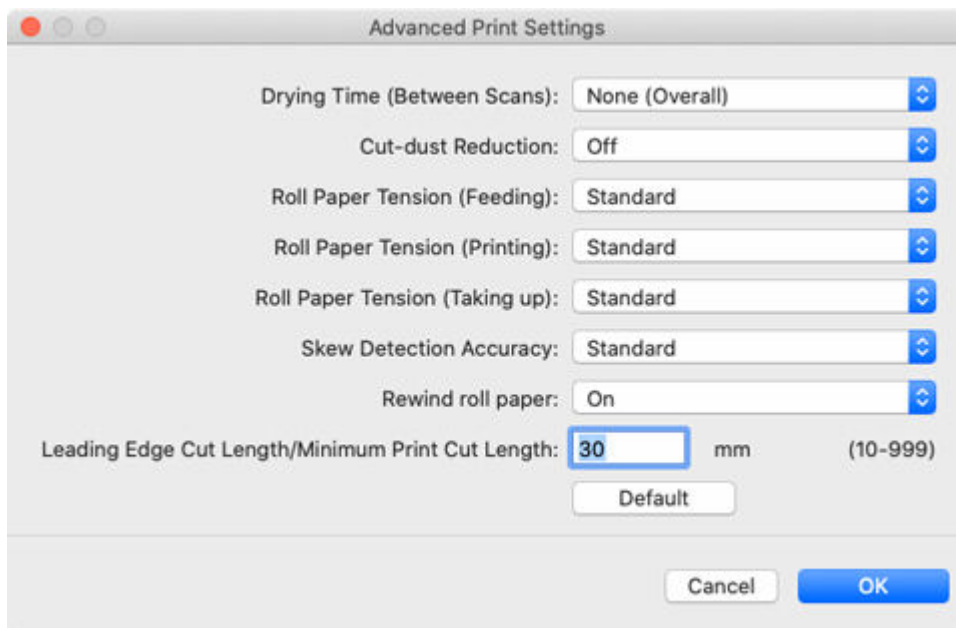 Advanced Print Settings
Drying Time (Between Scans): None (Overall)
Cut-dust Reduction: Off
Roll Paper Tension (Feeding): Standard
Roll Paper Tension (Printing): Standard
Roll Paper Tension (Taking up): Standard
Skew Detection Accuracy: Standard
Rewind roll paper: On
Leading Edge Cut Length/Minimum Print Cut Length: 30 mm (10-999)
Default
Cancel OK